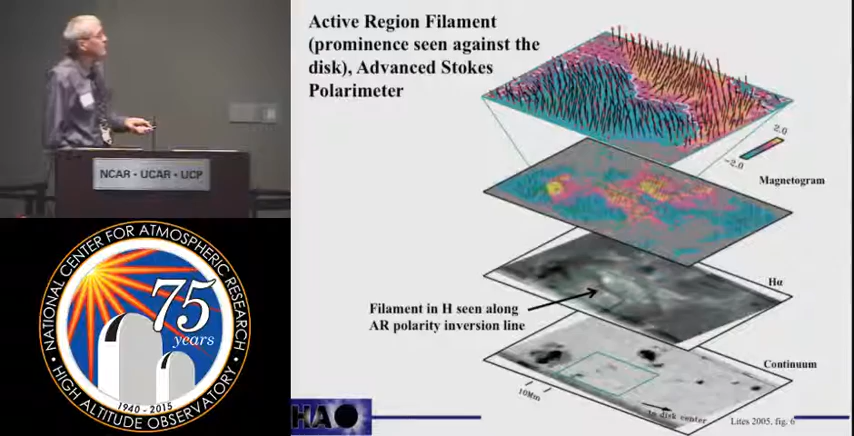 Active Region Filament
(prominence seen against the
disk), Advanced Stokes
Polarimeter
2.0
-2.0
Magnetogram
Hα
Filament in H seen along
AR polarity inversion line
Continuum
10Mm
to disk center
Lites 2005, fig. 6
HAO
NCAR • UCAR • UCP
NATIONAL CENTER FOR ATMOSPHERIC RESEARCH
75
years
1940 - 2015
HIGH ALTITUDE OBSERVATORY